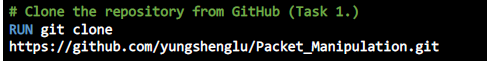 # Clone the repository from GitHub (Task 1.)
RUN git clone
https://github.com/yungshenglu/Packet_Manipulation.git